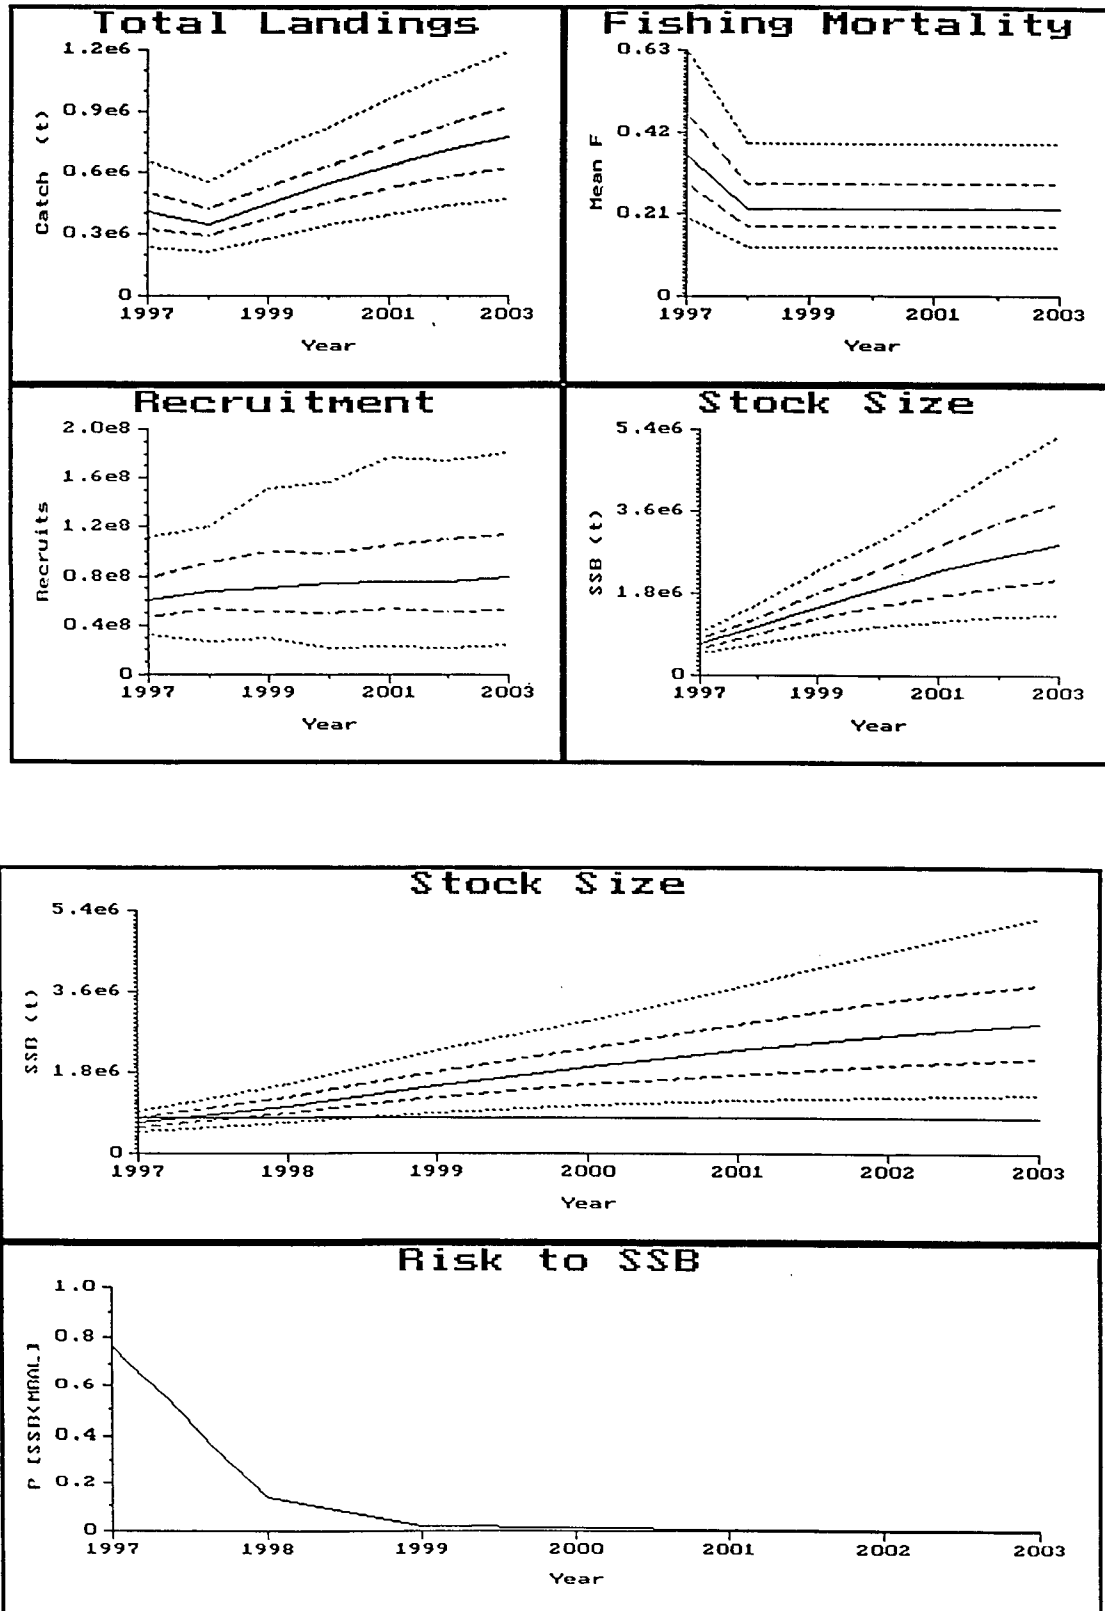 Total Landings
1.2e6
0.9e6
0.6e6
0.3e6
0
Catch (t)
1997 1999 2001 2003
Year
Fishing Mortality
0.63
0.42
0.21
0
Mean F
1997 1999 2001 2003
Year
Recruitment
2.0e8
1.6e8
1.2e8
0.8e8
0.4e8
0
Recruits
1997 1999 2001 2003
Year
Stock Size
5.4e6
3.6e6
1.8e6
0
SSB (t)
1997 1999 2001 2003
Year
Stock Size
5.4e6
3.6e6
1.8e6
0
SSB (t)
1997 1998 1999 2000 2001 2002 2003
Year
Risk to SSB
1.0
0.8
0.6
0.4
0.2
0
P [SSB<MBAL]
1997 1998 1999 2000 2001 2002 2003
Year